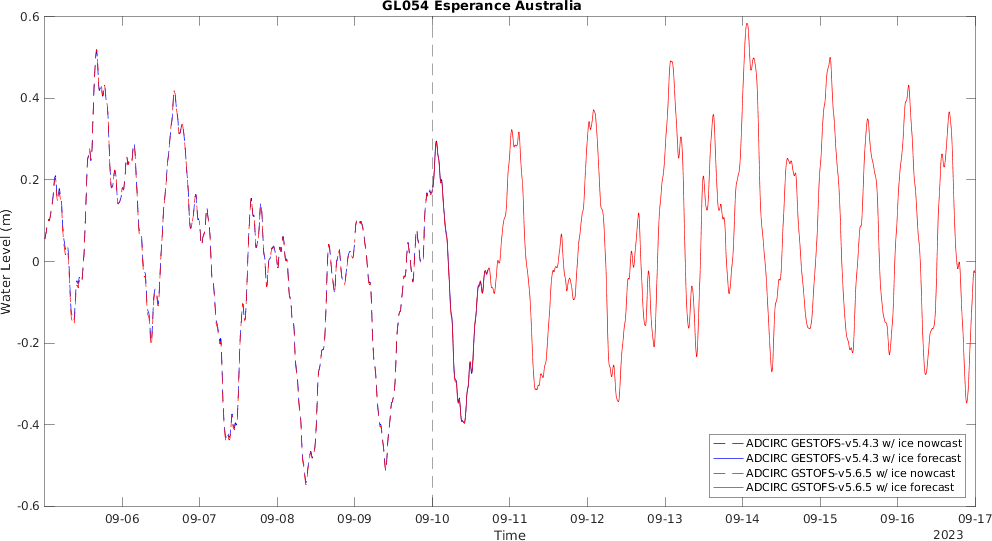 GL054 Esperance Australia
0.6
0.4
0.2
0
-0.2
-0.4
-0.6
Water Level (m)
ADCIRC GESTOFS-v5.4.3 w/ ice nowcast
ADCIRC GESTOFS-v5.4.3 w/ ice forecast
ADCIRC GSTOFS-v5.6.5 w/ ice nowcast
ADCIRC GSTOFS-v5.6.5 w/ ice forecast
09-06 09-07 09-08 09-09 09-10 09-11 09-12 09-13 09-14 09-15 09-16 09-17
Time
2023